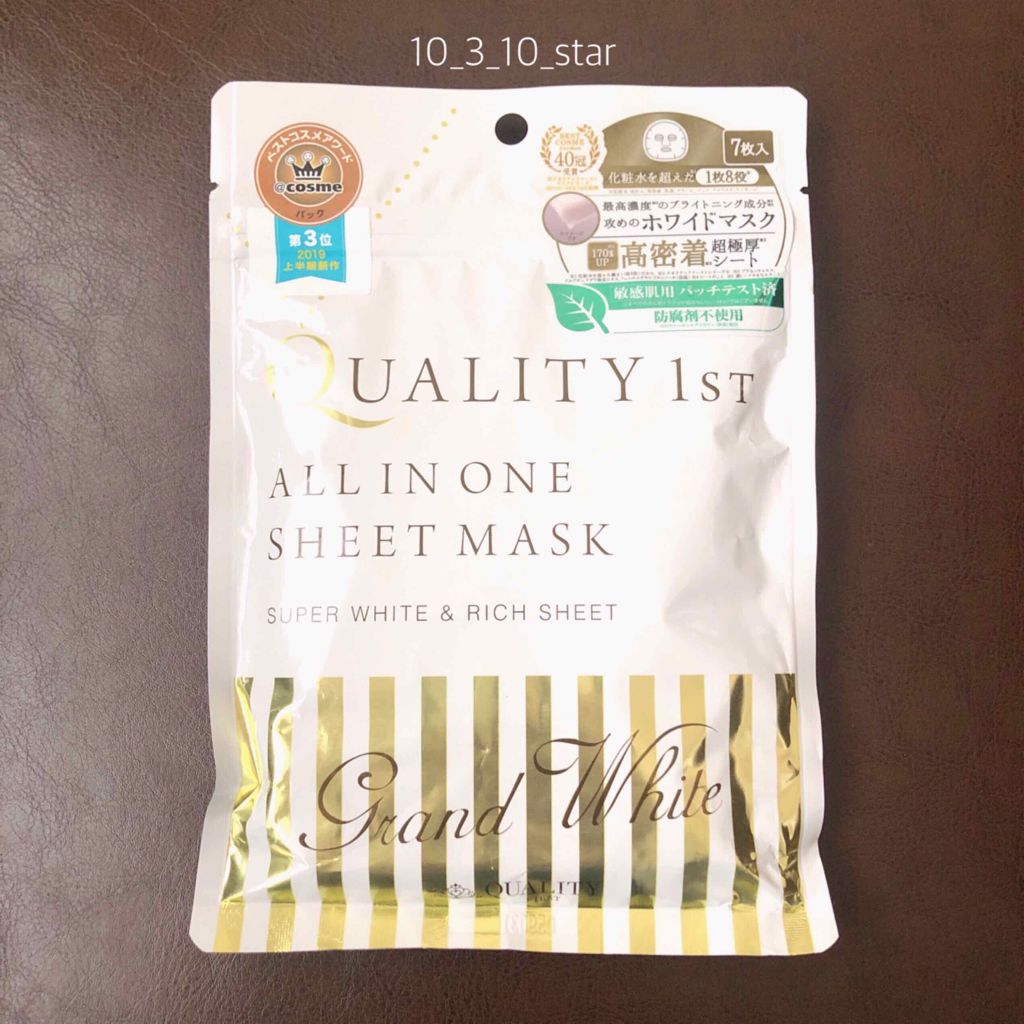 10_3_10_star
ベストコスメアワード
@cosme
パック
第3位
2019
上半期新作
BEST
COSME
40冠
受賞
7枚入
化粧水を超えた 1枚8役
最高濃度のブライトニング成分
攻めのホワイトマスク
170%
UP
高密着 超極厚
シート
敏感肌用 パッチテスト済
防腐剤不使用
QUALITY 1ST
ALL IN ONE
SHEET MASK
SUPER WHITE & RICH SHEET
Grand White
QUALITY
FIRST